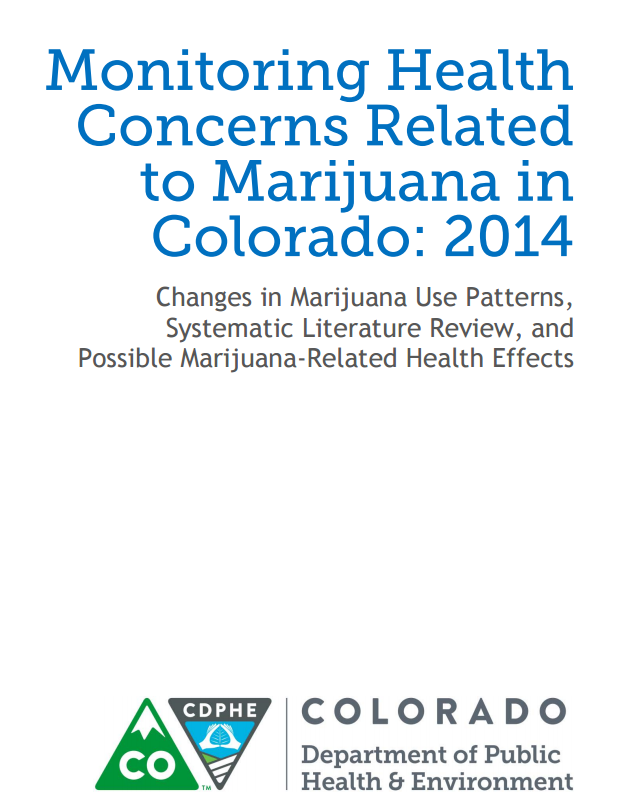 Monitoring Health
Concerns Related
to Marijuana in
Colorado: 2014
Changes in Marijuana Use Patterns,
Systematic Literature Review, and
Possible Marijuana-Related Health Effects
CO
CDPHE
TM
COLORADO
Department of Public
Health & Environment